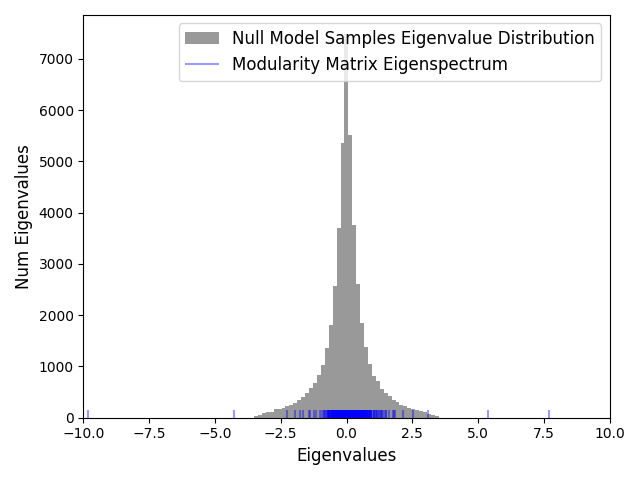 Null Model Samples Eigenvalue Distribution
Modularity Matrix Eigenspectrum
Num Eigenvalues
7000
6000
5000
4000
3000
2000
1000
0
−10.0 −7.5 −5.0 −2.5 0.0 2.5 5.0 7.5 10.0
Eigenvalues